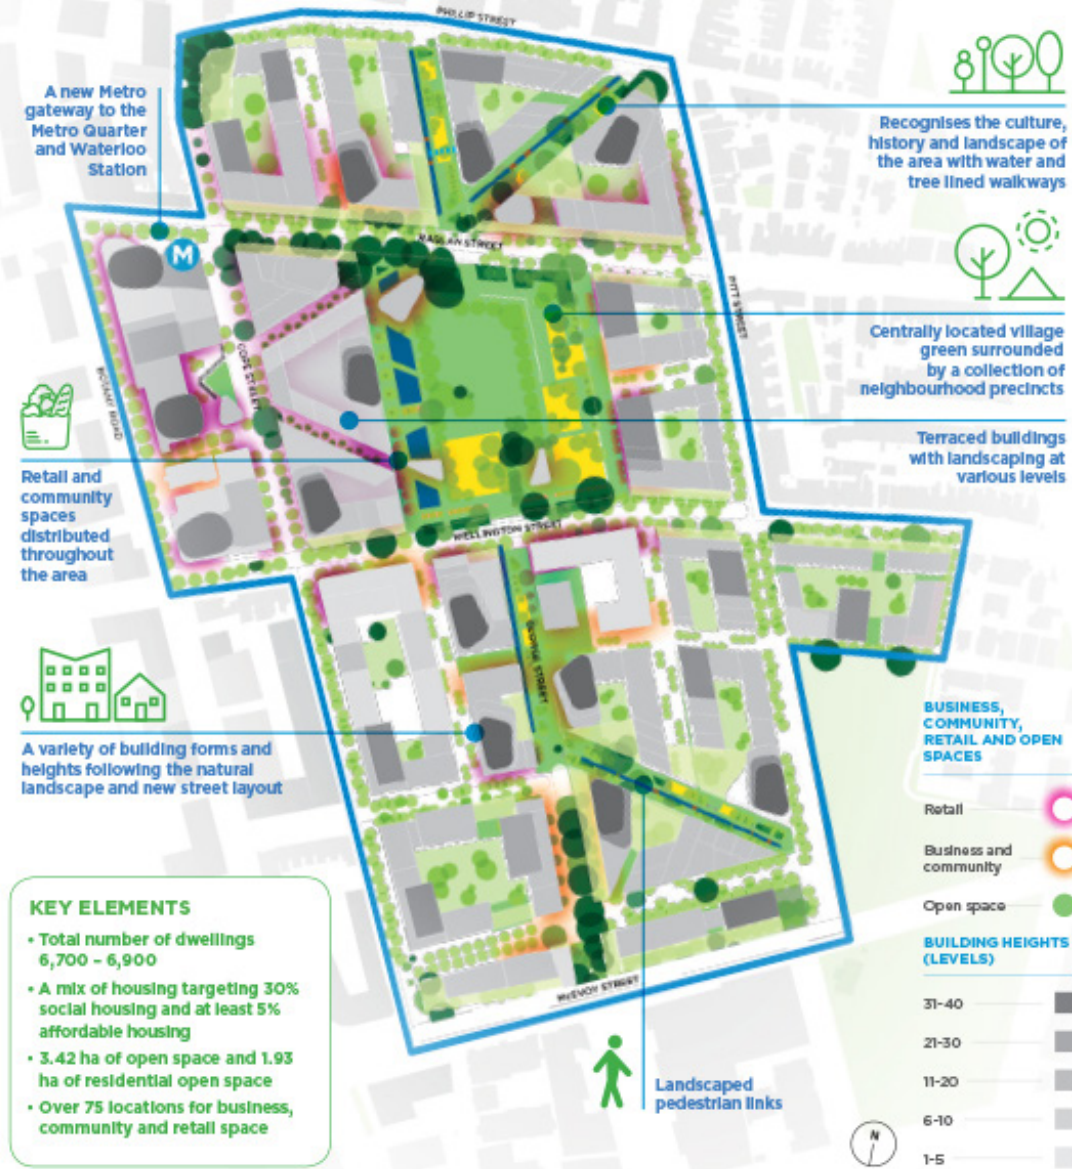 PHILLIP STREET
A new Metro
gateway to the
Metro Quarter
and Waterloo
Station
Recognises the culture,
history and landscape of
the area with water and
tree lined walkways
RAGLAN STREET
M
PITT STREET
Centrally located village
green surrounded
by a collection of
neighbourhood precincts
COPE STREET
BOTANY ROAD
Terraced buildings
with landscaping at
various levels
Retail and
community
spaces
distributed
throughout
the area
WELLINGTON STREET
GEORGE STREET
A variety of building forms and
heights following the natural
landscape and new street layout
BUSINESS,
COMMUNITY,
RETAIL AND OPEN
SPACES
Retail
Business and
community
Open space
BUILDING HEIGHTS
(LEVELS)
31-40
21-30
11-20
6-10
1-5
KEY ELEMENTS
• Total number of dwellings
6,700 – 6,900
• A mix of housing targeting 30%
social housing and at least 5%
affordable housing
• 3.42 ha of open space and 1.93
ha of residential open space
• Over 75 locations for business,
community and retail space
McEVOY STREET
Landscaped
pedestrian links
N